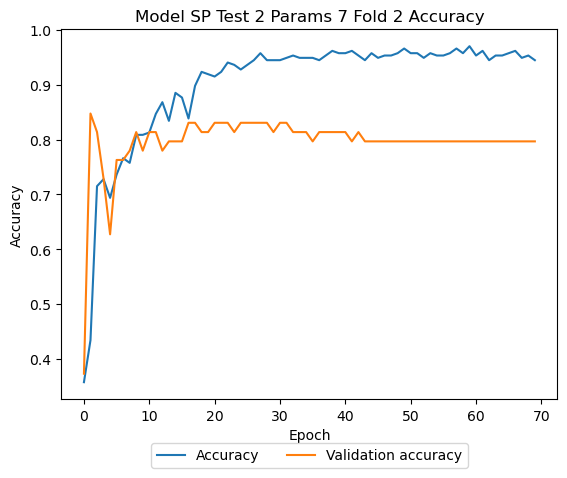 Model SP Test 2 Params 7 Fold 2 Accuracy
1.0
0.9
0.8
0.7
0.6
0.5
0.4
Accuracy
0 10 20 30 40 50 60 70
Epoch
Accuracy Validation accuracy